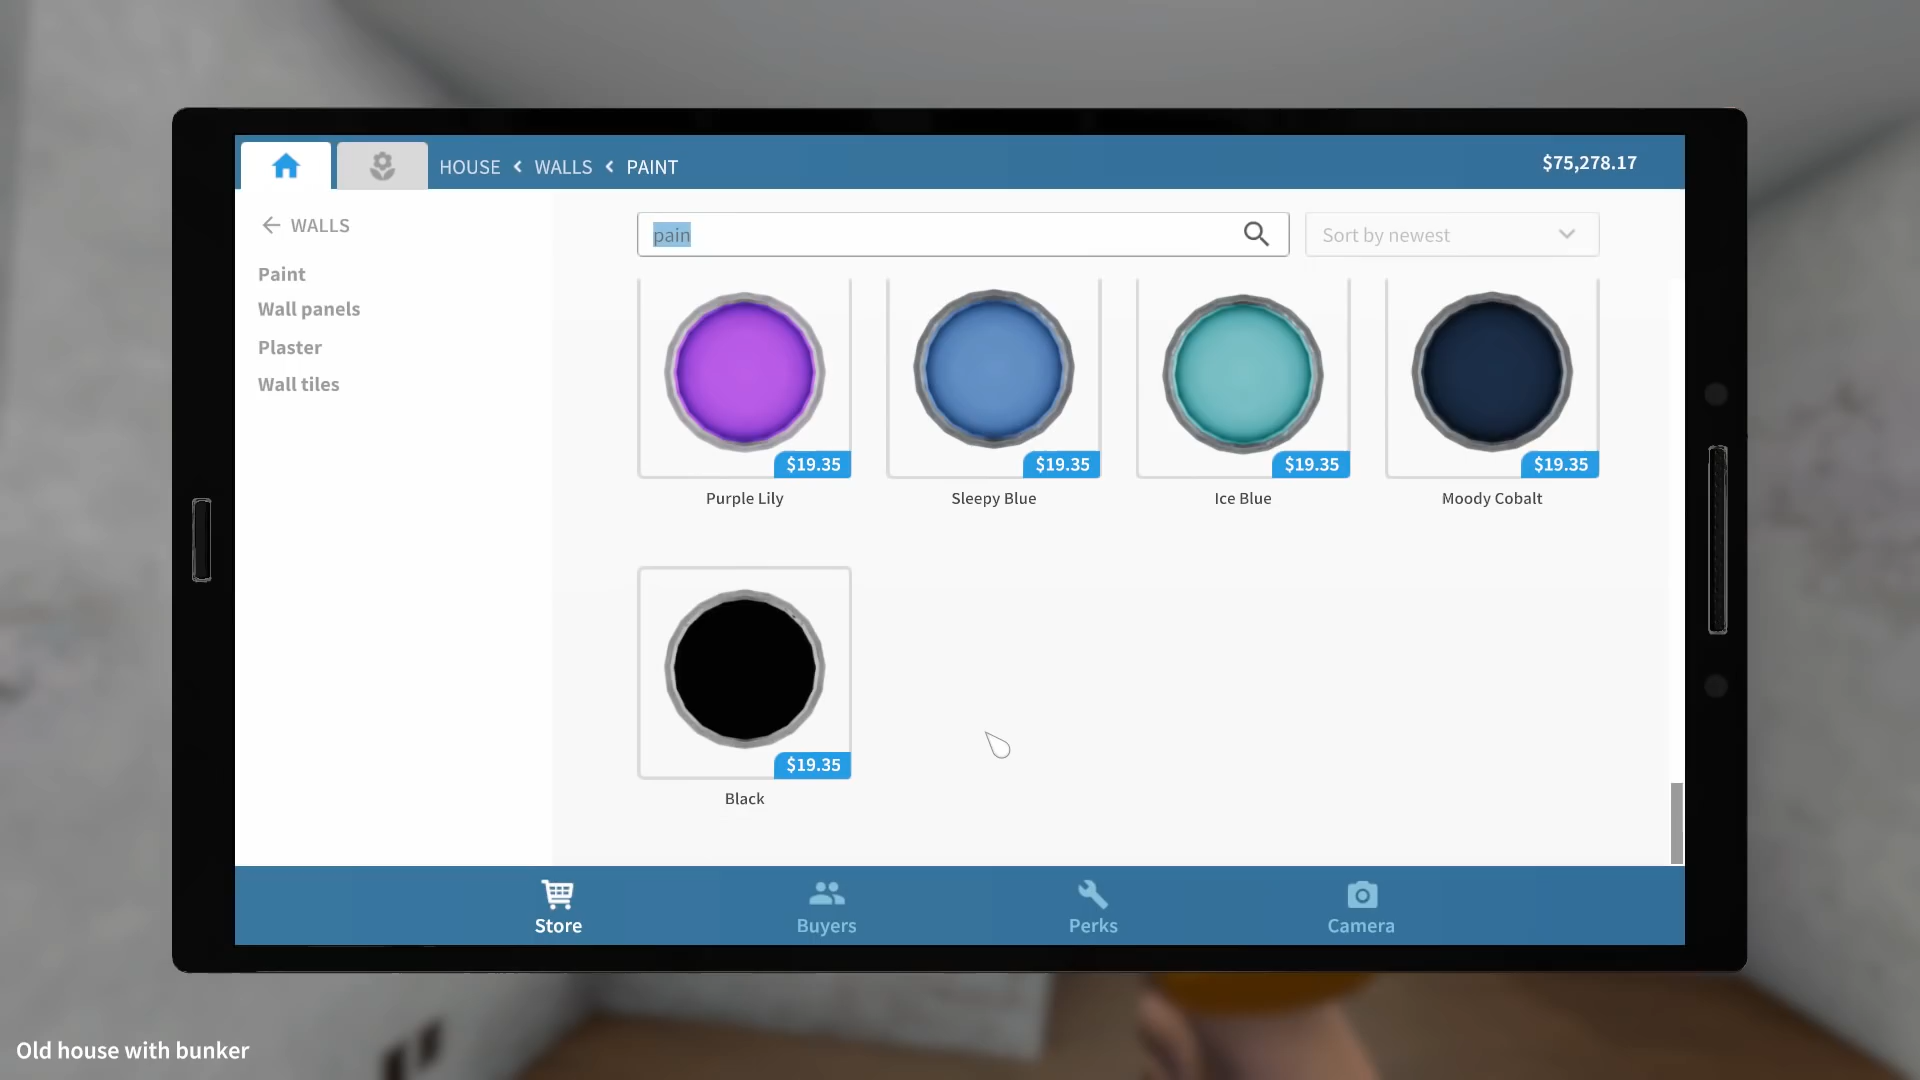 HOUSE < WALLS < PAINT
$75,278.17
WALLS
Paint
Wall panels
Plaster
Wall tiles
pain
Sort by newest
$19.35
$19.35
$19.35
$19.35
Purple Lily
Sleepy Blue
Ice Blue
Moody Cobalt
$19.35
Black
Store
Buyers
Perks
Camera
Old house with bunker